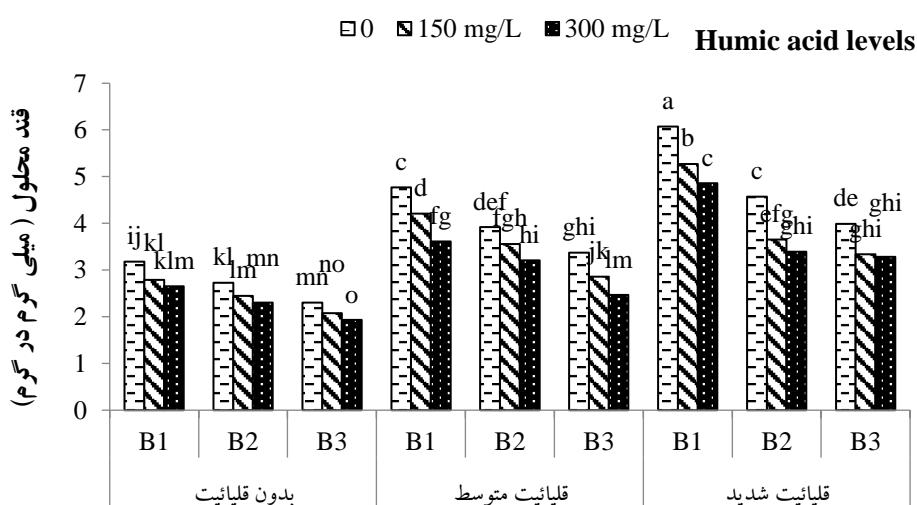 0 150 mg/L 300 mg/L Humic acid levels
قند محلول ( میلی گرم در گرم)
7
6
5
4
3
2
1
0
ij kl klm kl lm mn mn no o c d fg def fgh hi ghi jk lm a b c c efg ghi de ghi ghi
B1 B2 B3 B1 B2 B3 B1 B2 B3
بدون قلیائیت قلیائیت متوسط قلیائیت شدید